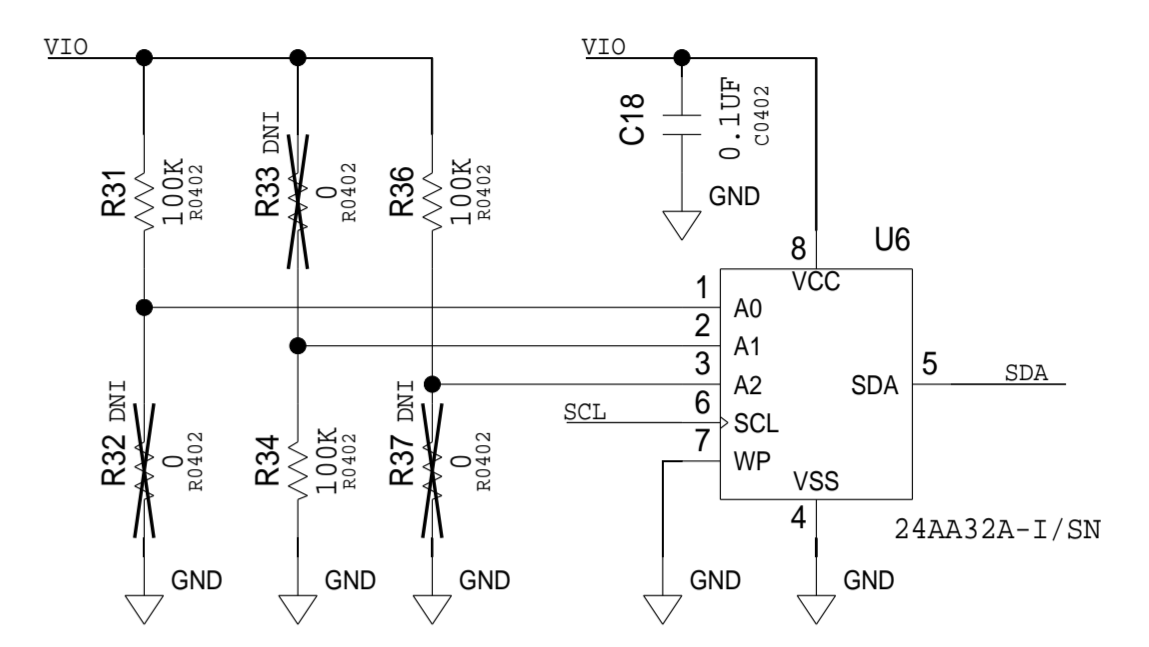 VIO
VIO
R31
100K
R0402
DNI
R33
0
R0402
R36
100K
R0402
C18
0.1UF
C0402
GND
U6
8
VCC
1
A0
2
A1
3
A2
SCL
6
SCL
7
WP
SDA
5
SDA
VSS
4
24AA32A-I/SN
DNI
R32
0
R0402
R34
100K
R0402
DNI
R37
0
R0402
GND
GND
GND
GND
GND